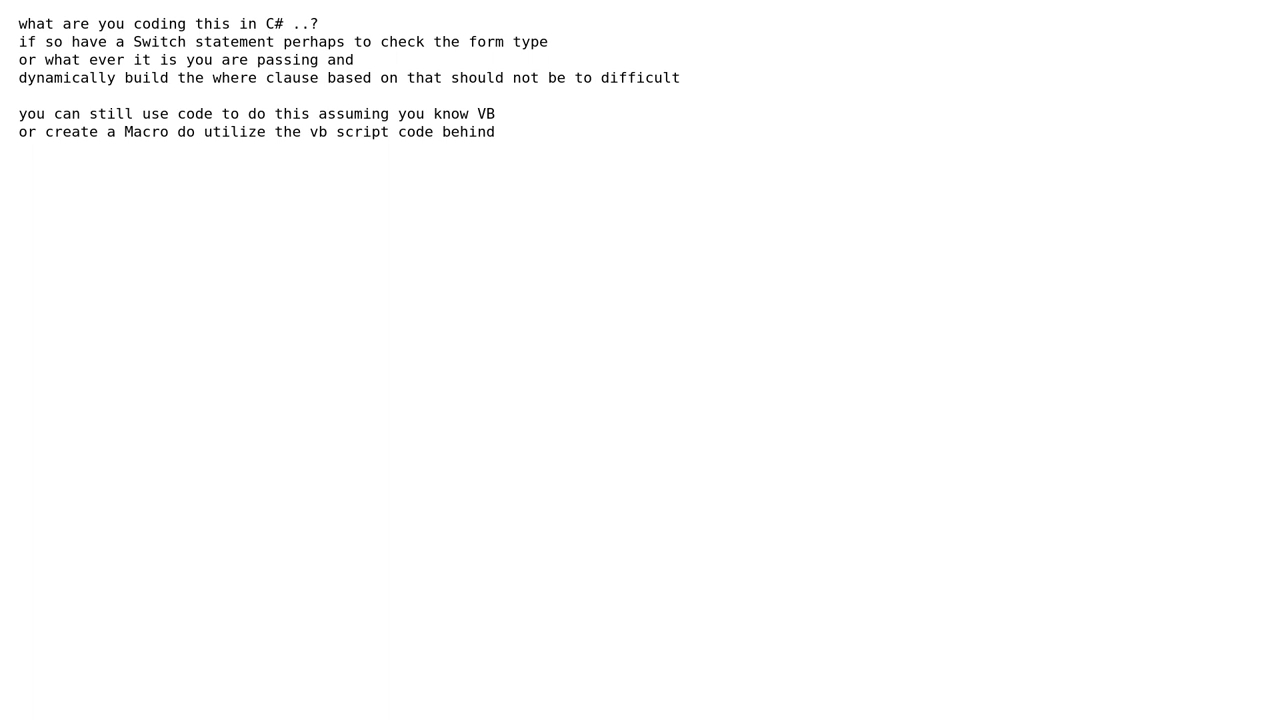 what are you coding this in C# ..?
if so have a Switch statement perhaps to check the form type
or what ever it is you are passing and
dynamically build the where clause based on that should not be to difficult
you can still use code to do this assuming you know VB
or create a Macro do utilize the vb script code behind